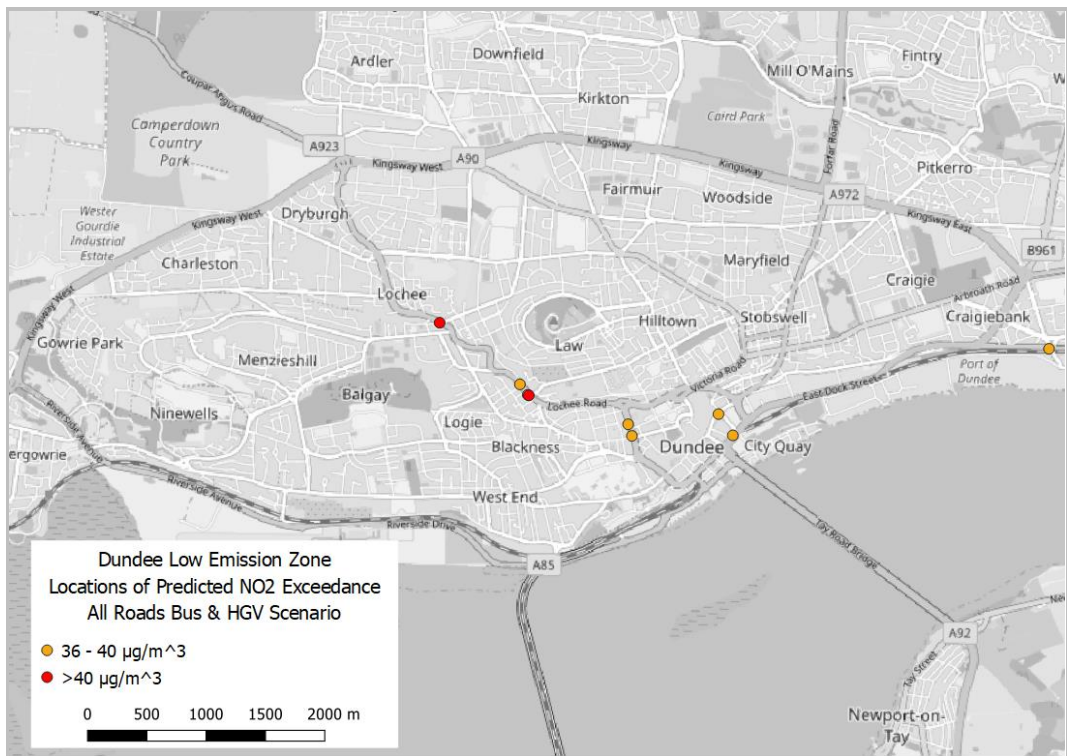 Downfield
Ardler
Fintry
Mill O'Mains
Kirkton
Coupar Angus Road
Caird Park
Camperdown
Country
Park
Forfar Road
A923
Kingsway
A90
Kingsway West
Kingsway
Pitkerro
Fairmuir
Woodside
A972
Dryburgh
Kingsway West
Kingsway East
Wester
Gourdie
Industrial
Estate
B961
Charleston
Maryfield
Craigie
Arbroath Road
Lochee
Kingsway West
Hilltown
Stobswell
Craigiebank
Gowrie Park
Law
Menzieshill
Port of
Dundee
Victoria Road
East Dock Street
Balgay
Ninewells
Lochee Road
Logie
Riverside Avenue
Blackness
Dundee
City Quay
ergowrie
West End
Riverside Avenue
Riverside Drive
Tay Road Bridge
A85
Dundee Low Emission Zone
Locations of Predicted NO2 Exceedance
All Roads Bus & HGV Scenario
36 - 40 µg/m^3
>40 µg/m^3
0 500 1000 1500 2000 m
A92
Tay Street
Newport-on-
Tay